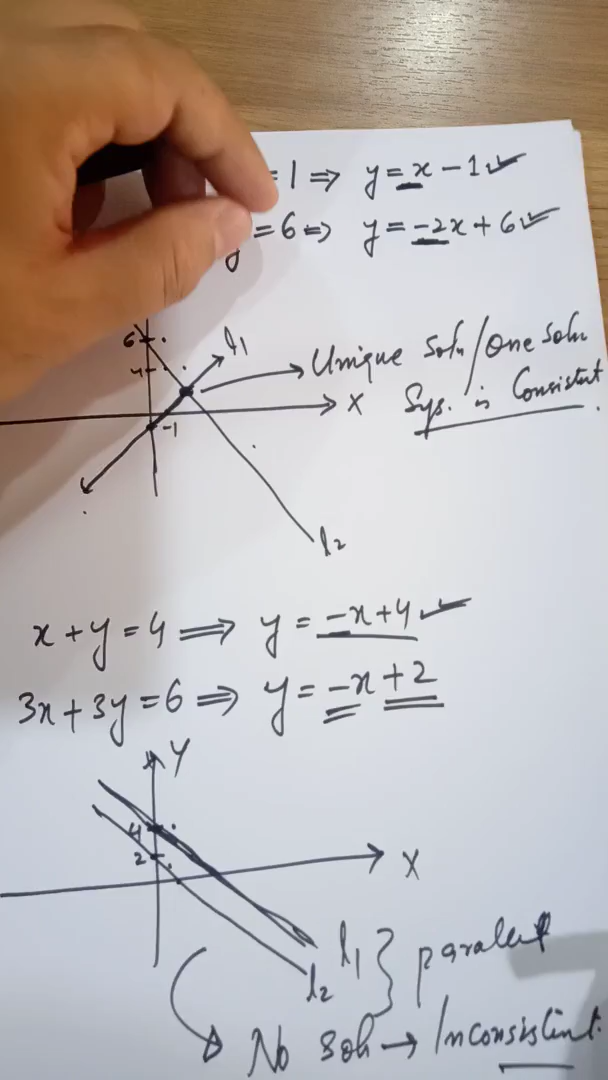 =1 ⇒ y = x - 1 ✓
y = 6 ⇒ y = -2x + 6 ✓
6
4
l1
Unique Soln / One soln
X
Sys. is Consistent
-1
l2
x + y = 4 ⇒ y = -x + 4 ✓
3x + 3y = 6 ⇒ y = -x + 2
Y
4
2
X
l1 } paralel
l2
No Soln → Inconsistent.